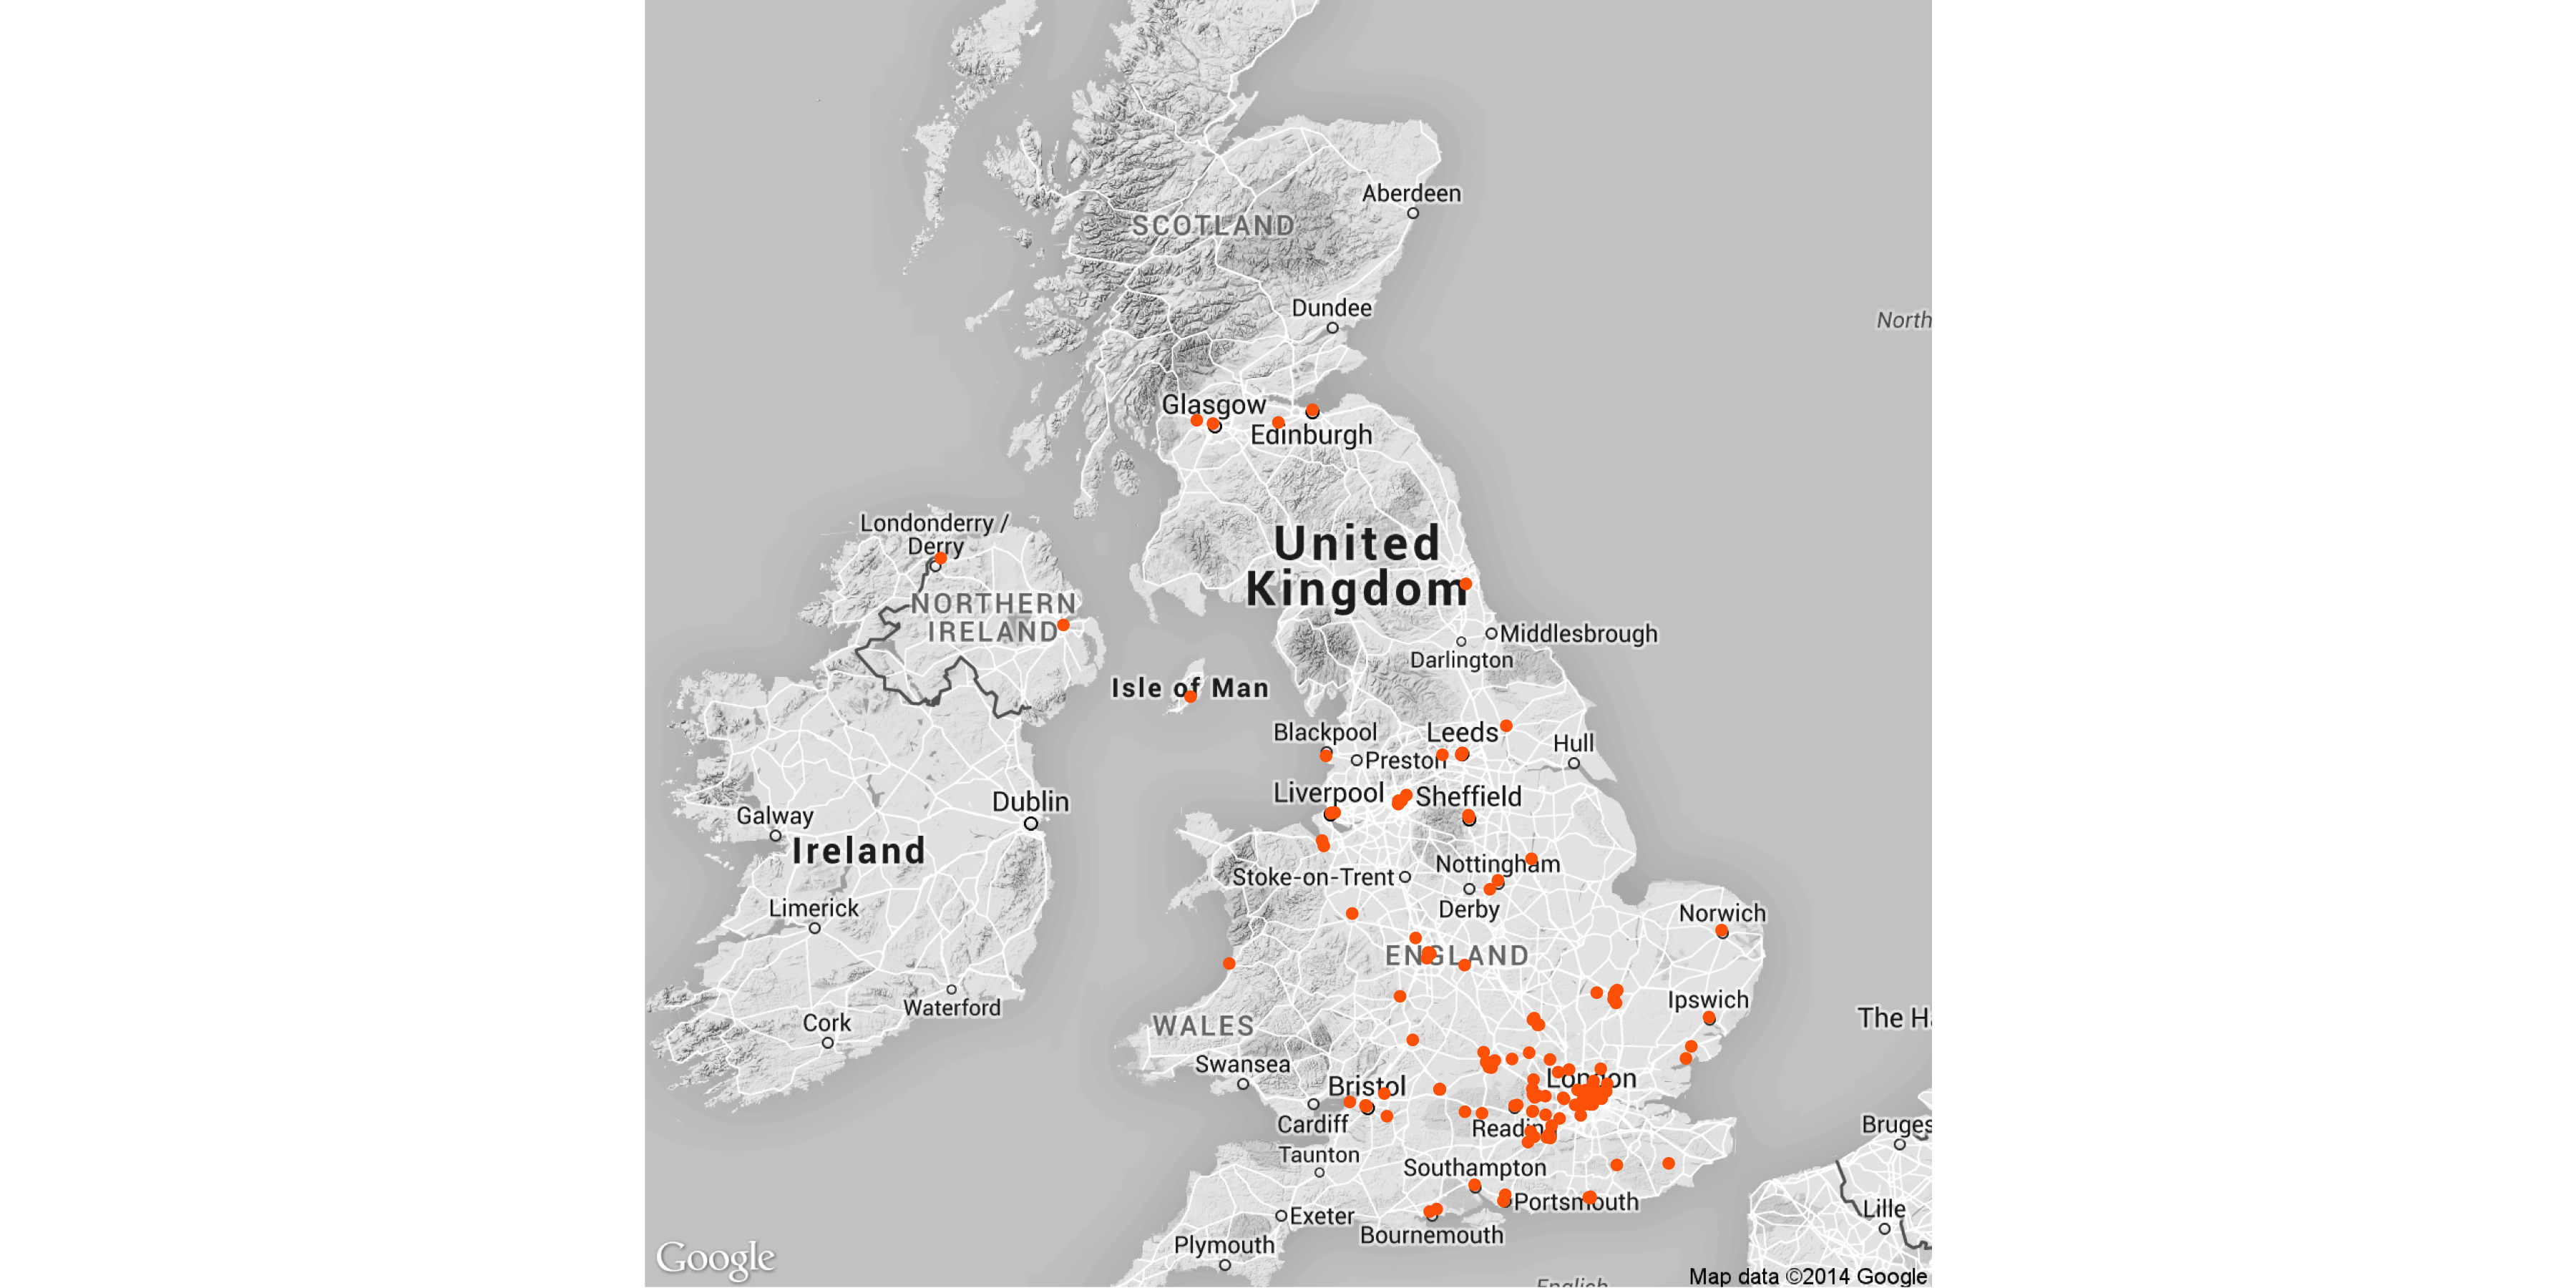 Aberdeen
SCOTLAND
Dundee
North
Glasgow
Edinburgh
Londonderry /
Derry
United
Kingdom
NORTHERN
IRELAND
Middlesbrough
Darlington
Isle of Man
Blackpool
Leeds
Hull
Preston
Liverpool
Sheffield
Dublin
Galway
Ireland
Nottingham
Stoke-on-Trent
Derby
Limerick
Norwich
ENGLAND
Ipswich
Waterford
The Ha
Cork
WALES
Swansea
London
Bristol
Cardiff
Reading
Bruges
Taunton
Southampton
Portsmouth
Lille
Exeter
Bournemouth
Plymouth
Google
English
Map data ©2014 Google